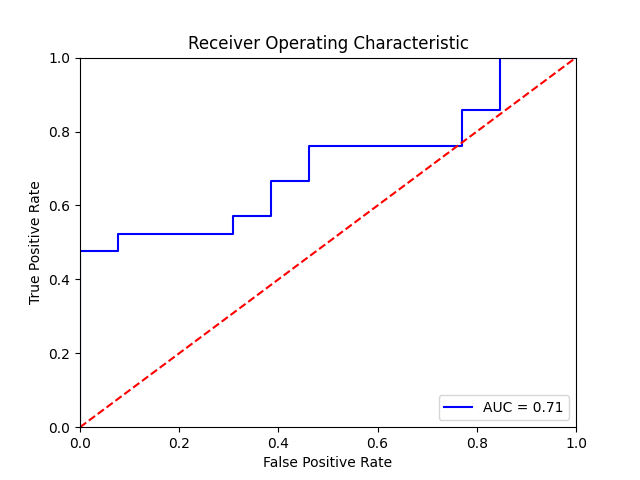 Receiver Operating Characteristic
1.0
0.8
0.6
0.4
0.2
0.0
True Positive Rate
AUC = 0.71
0.0 0.2 0.4 0.6 0.8 1.0
False Positive Rate